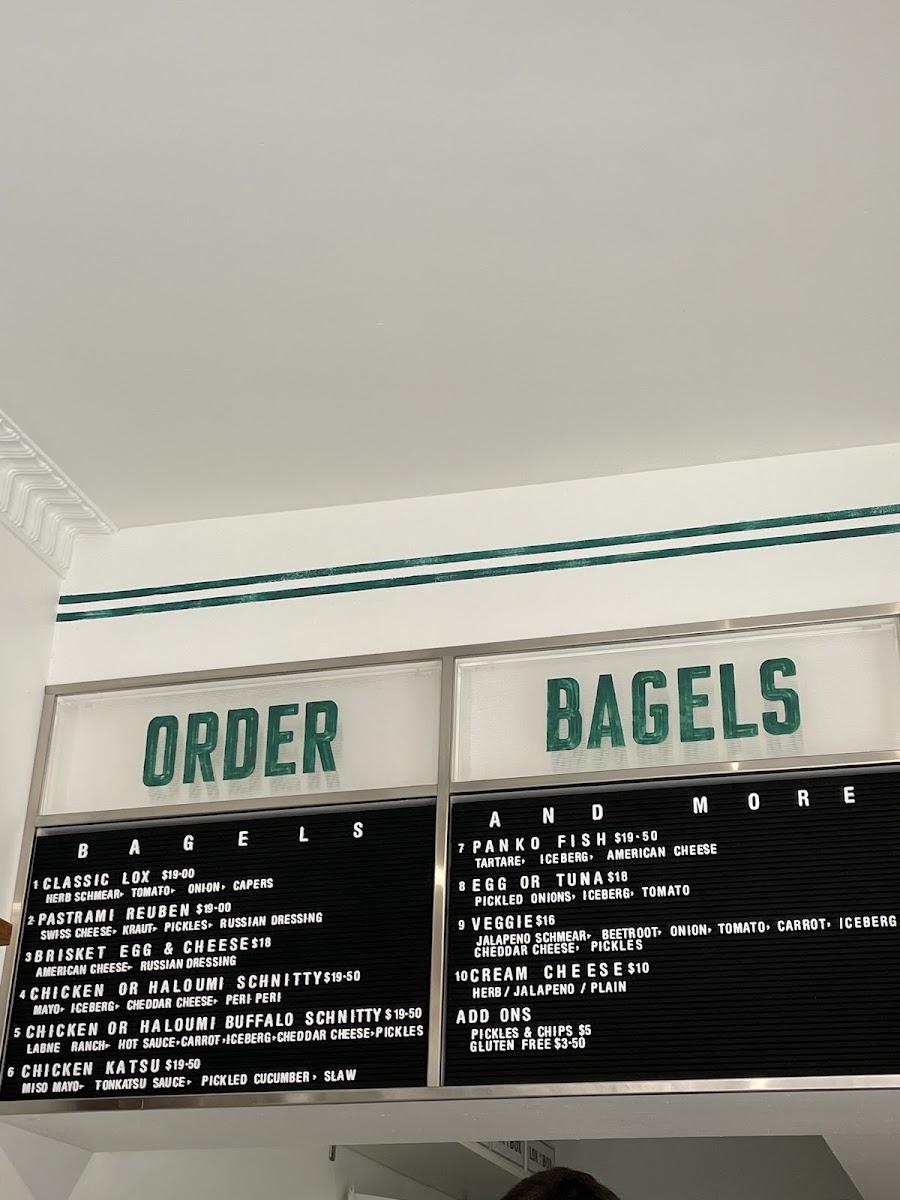 ORDER
BAGELS
1 CLASSIC LOX $19-00
HERB SCHMEAR, TOMATO, ONION, CAPERS
2 PASTRAMI REUBEN $19-00
SWISS CHEESE, KRAUT, PICKLES, RUSSIAN DRESSING
3 BRISKET EGG & CHEESE $18
AMERICAN CHEESE, RUSSIAN DRESSING
4 CHICKEN OR HALOUMI SCHNITTY $19-50
MAYO, ICEBERG, CHEDDAR CHEESE, PERI PERI
5 CHICKEN OR HALOUMI BUFFALO SCHNITTY $19-50
LABNE RANCH, HOT SAUCE, CARROT, ICEBERG, CHEDDAR CHEESE, PICKLES
6 CHICKEN KATSU $19-50
MISO MAYO, TONKATSU SAUCE, PICKLED CUCUMBER, SLAW
BAGELS
AND MORE
7 PANKO FISH $19-50
TARTARE, ICEBERG, AMERICAN CHEESE
8 EGG OR TUNA $18
PICKLED ONIONS, ICEBERG, TOMATO
9 VEGGIE $16
JALAPENO SCHMEAR, BEETROOT, ONION, TOMATO, CARROT, ICEBERG
CHEDDAR CHEESE, PICKLES
10 CREAM CHEESE $10
HERB / JALAPENO / PLAIN
ADD ONS
PICKLES & CHIPS $5
GLUTEN FREE $3-50